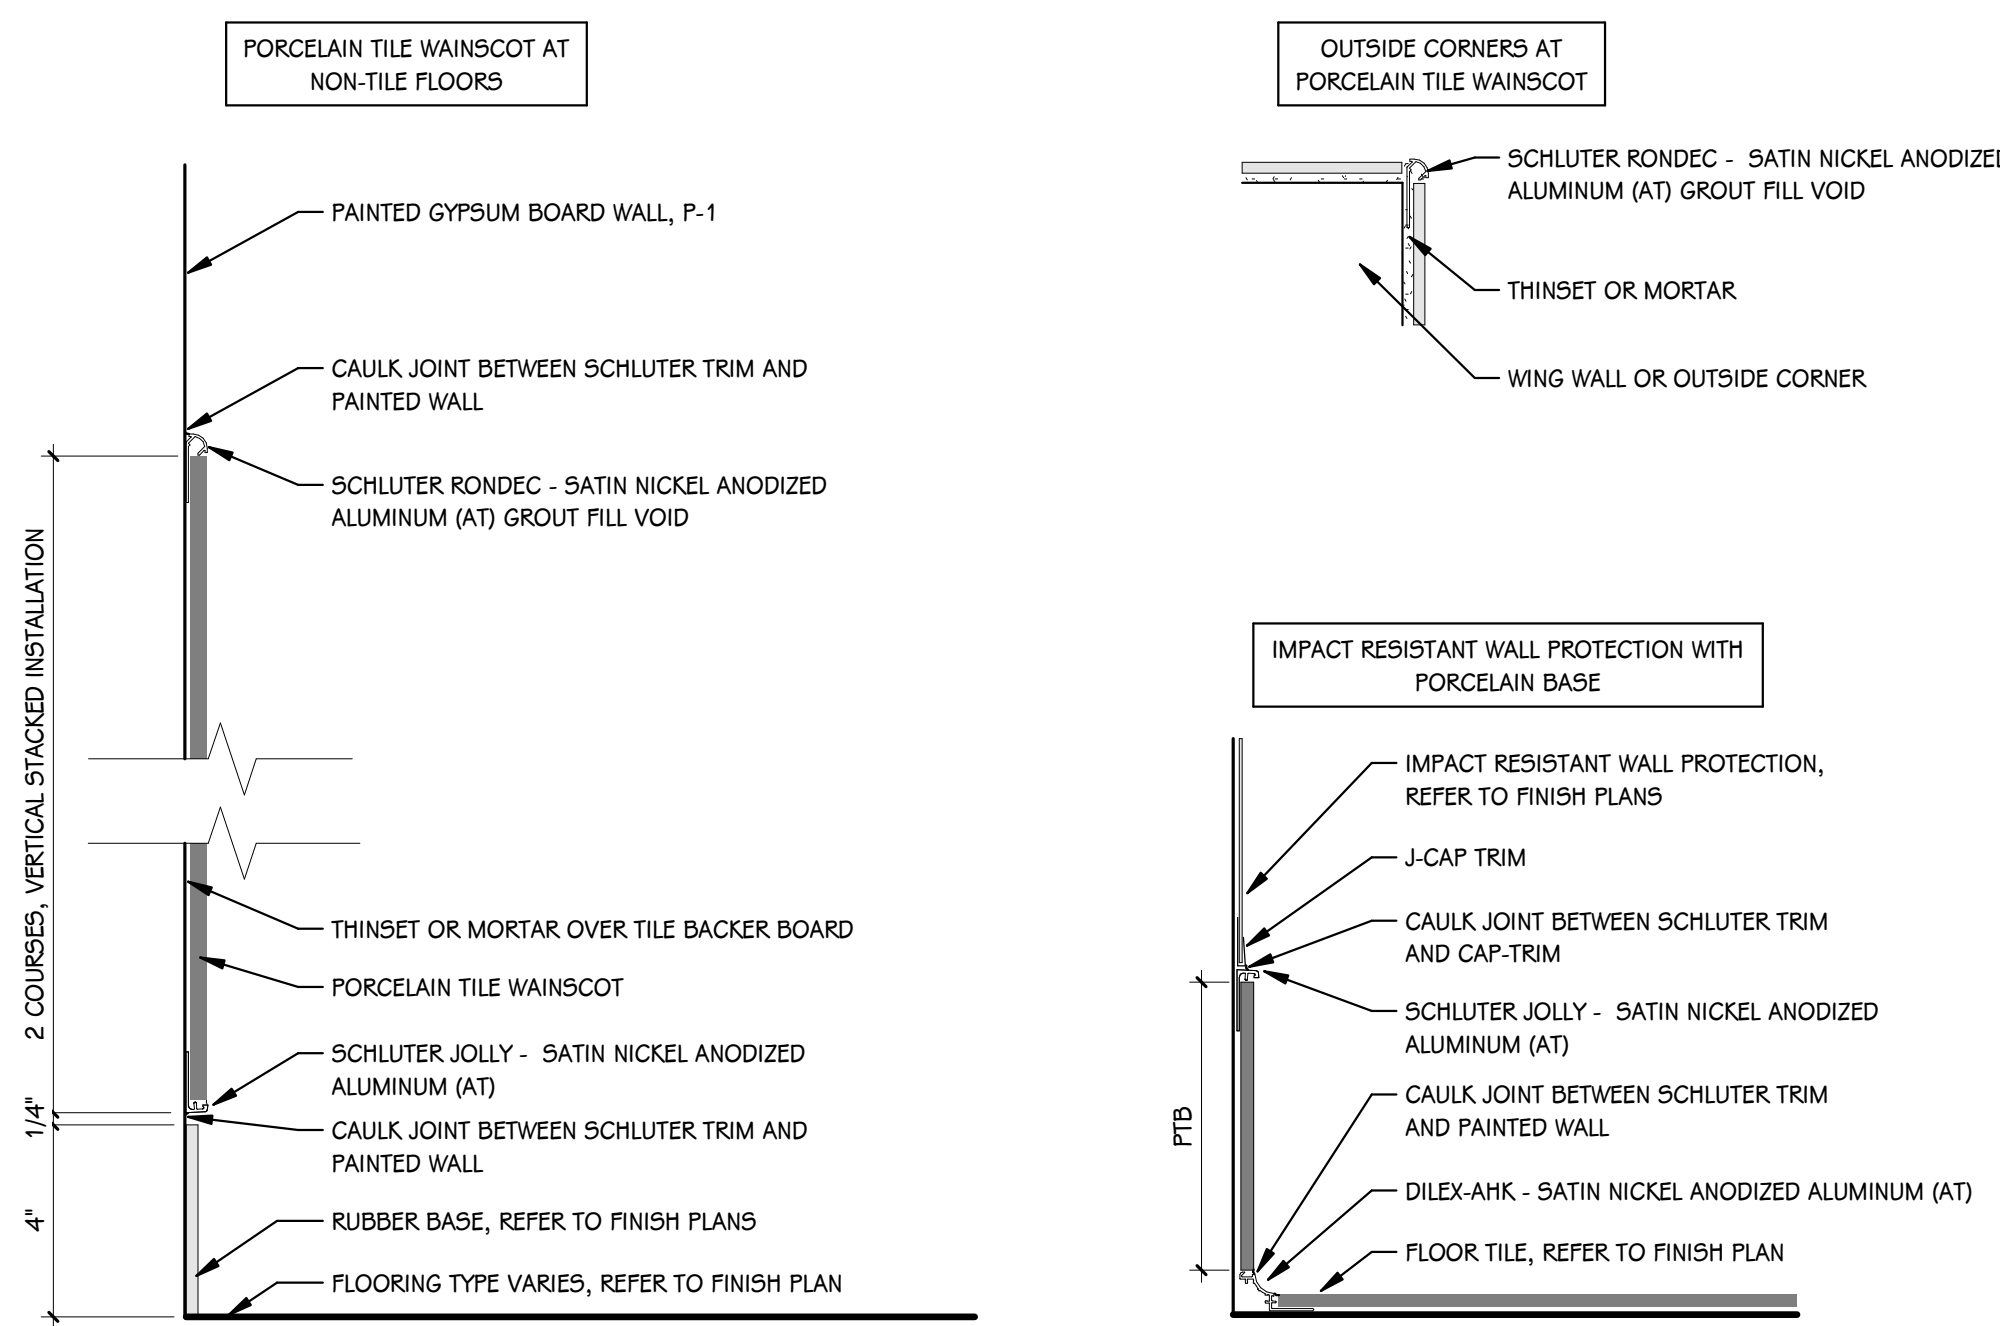 PORCELAIN TILE WAINSCOT AT
NON-TILE FLOORS
PAINTED GYPSUM BOARD WALL, P-1
CAULK JOINT BETWEEN SCHLUTER TRIM AND
PAINTED WALL
SCHLUTER RONDEC - SATIN NICKEL ANODIZED
ALUMINUM (AT) GROUT FILL VOID
2 COURSES, VERTICAL STACKED INSTALLATION
THINSET OR MORTAR OVER TILE BACKER BOARD
PORCELAIN TILE WAINSCOT
SCHLUTER JOLLY - SATIN NICKEL ANODIZED
ALUMINUM (AT)
1/4"
CAULK JOINT BETWEEN SCHLUTER TRIM AND
PAINTED WALL
4"
RUBBER BASE, REFER TO FINISH PLANS
FLOORING TYPE VARIES, REFER TO FINISH PLAN
OUTSIDE CORNERS AT
PORCELAIN TILE WAINSCOT
SCHLUTER RONDEC - SATIN NICKEL ANODIZED
ALUMINUM (AT) GROUT FILL VOID
THINSET OR MORTAR
WING WALL OR OUTSIDE CORNER
IMPACT RESISTANT WALL PROTECTION WITH
PORCELAIN BASE
IMPACT RESISTANT WALL PROTECTION,
REFER TO FINISH PLANS
J-CAP TRIM
CAULK JOINT BETWEEN SCHLUTER TRIM
AND CAP-TRIM
SCHLUTER JOLLY - SATIN NICKEL ANODIZED
ALUMINUM (AT)
PTB
CAULK JOINT BETWEEN SCHLUTER TRIM
AND PAINTED WALL
DILEX-AHK - SATIN NICKEL ANODIZED ALUMINUM (AT)
FLOOR TILE, REFER TO FINISH PLAN